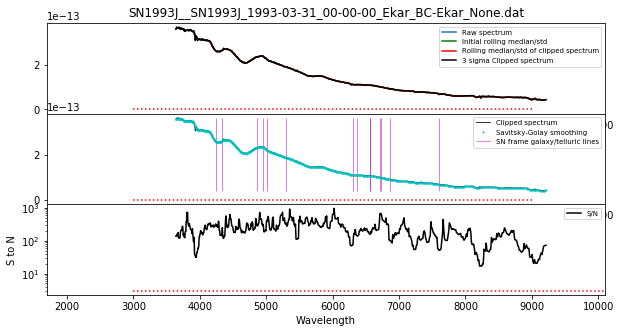 SN1993J__SN1993J_1993-03-31_00-00-00_Ekar_BC-Ekar_None.dat
1e−13
Raw spectrum
Initial rolling median/std
Rolling median/std of clipped spectrum
3 sigma Clipped spectrum
2
0
1e−13
Clipped spectrum
Savitsky-Golay smoothing
SN frame galaxy/telluric lines
2
0
S/N
10³
10²
10¹
S to N
2000 3000 4000 5000 6000 7000 8000 9000 10000
Wavelength